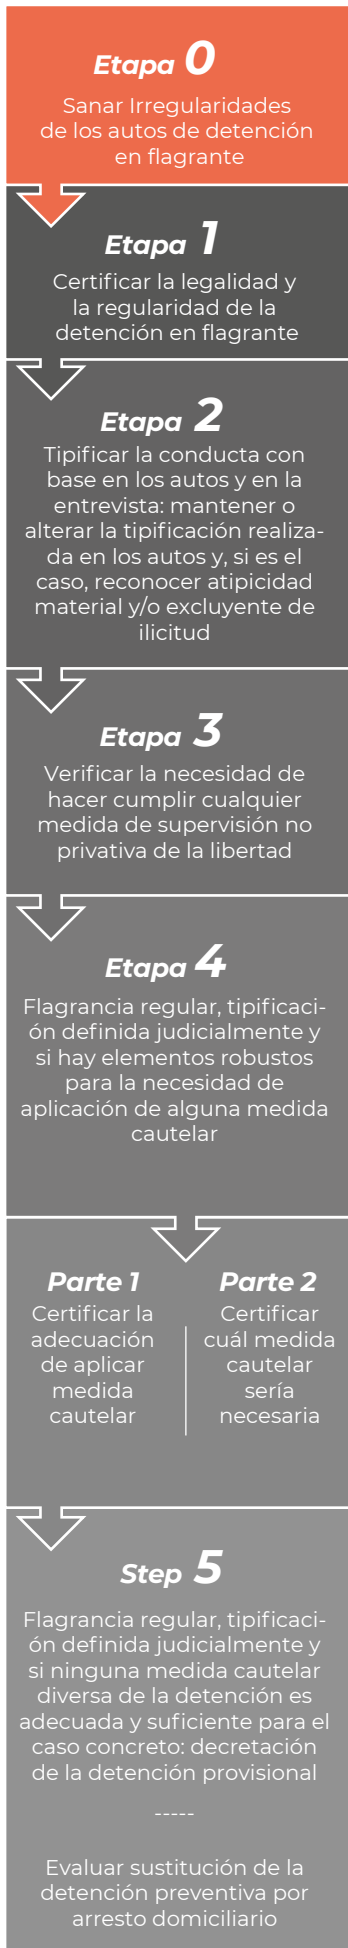 Etapa 0
Sanar Irregularidades
de los autos de detención
en flagrante
Etapa 1
Certificar la legalidad y
la regularidad de la
detención en flagrante
Etapa 2
Tipificar la conducta con
base en los autos y en la
entrevista: mantener o
alterar la tipificación realiza-
da en los autos y, si es el
caso, reconocer atipicidad
material y/o excluyente de
ilicitud
Etapa 3
Verificar la necesidad de
hacer cumplir cualquier
medida de supervisión no
privativa de la libertad
Etapa 4
Flagrancia regular, tipificaci-
ón definida judicialmente y
si hay elementos robustos
para la necesidad de
aplicación de alguna medida
cautelar
Parte 1
Certificar la
adecuación
de aplicar
medida
cautelar
Parte 2
Certificar
cuál medida
cautelar
sería
necesaria
Step 5
Flagrancia regular, tipificaci-
ón definida judicialmente y
si ninguna medida cautelar
diversa de la detención es
adecuada y suficiente para el
caso concreto: decretación
de la detención provisional
-----
Evaluar sustitución de la
detención preventiva por
arresto domiciliario